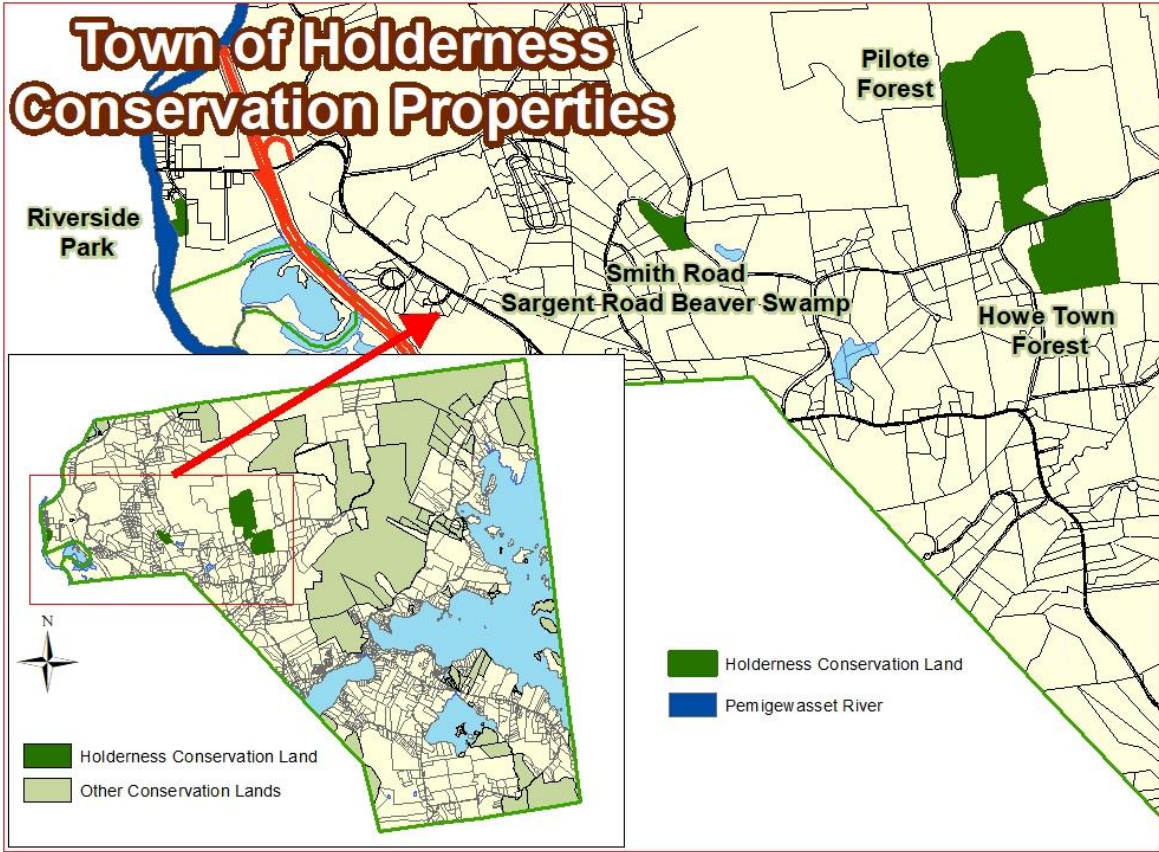 Town of Holderness
Conservation Properties
Pilote
Forest
Riverside
Park
Smith Road
Sargent Road Beaver Swamp
Howe Town
Forest
N
Holderness Conservation Land
Pemigewasset River
Holderness Conservation Land
Other Conservation Lands